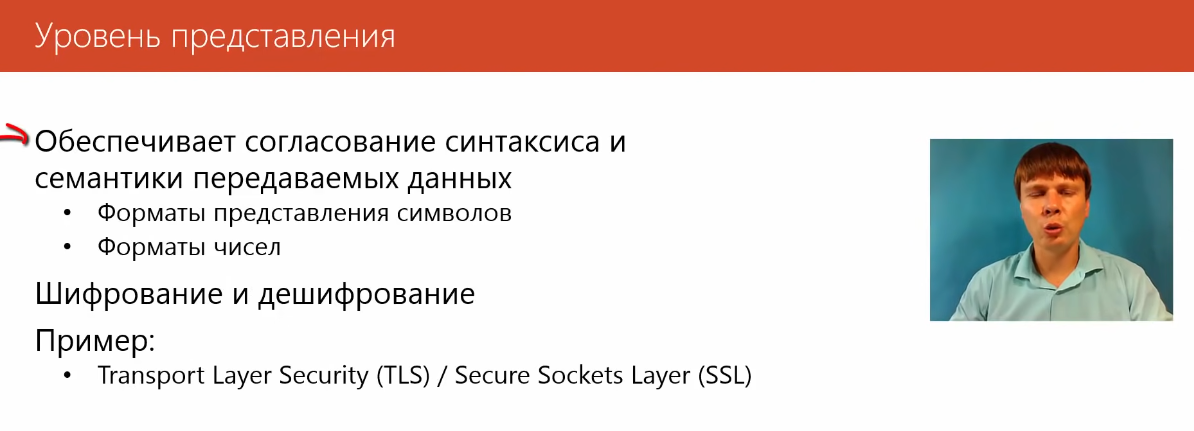 Уровень представления
Обеспечивает согласование синтаксиса и
семантики передаваемых данных
• Форматы представления символов
• Форматы чисел
Шифрование и дешифрование
Пример:
• Transport Layer Security (TLS) / Secure Sockets Layer (SSL)